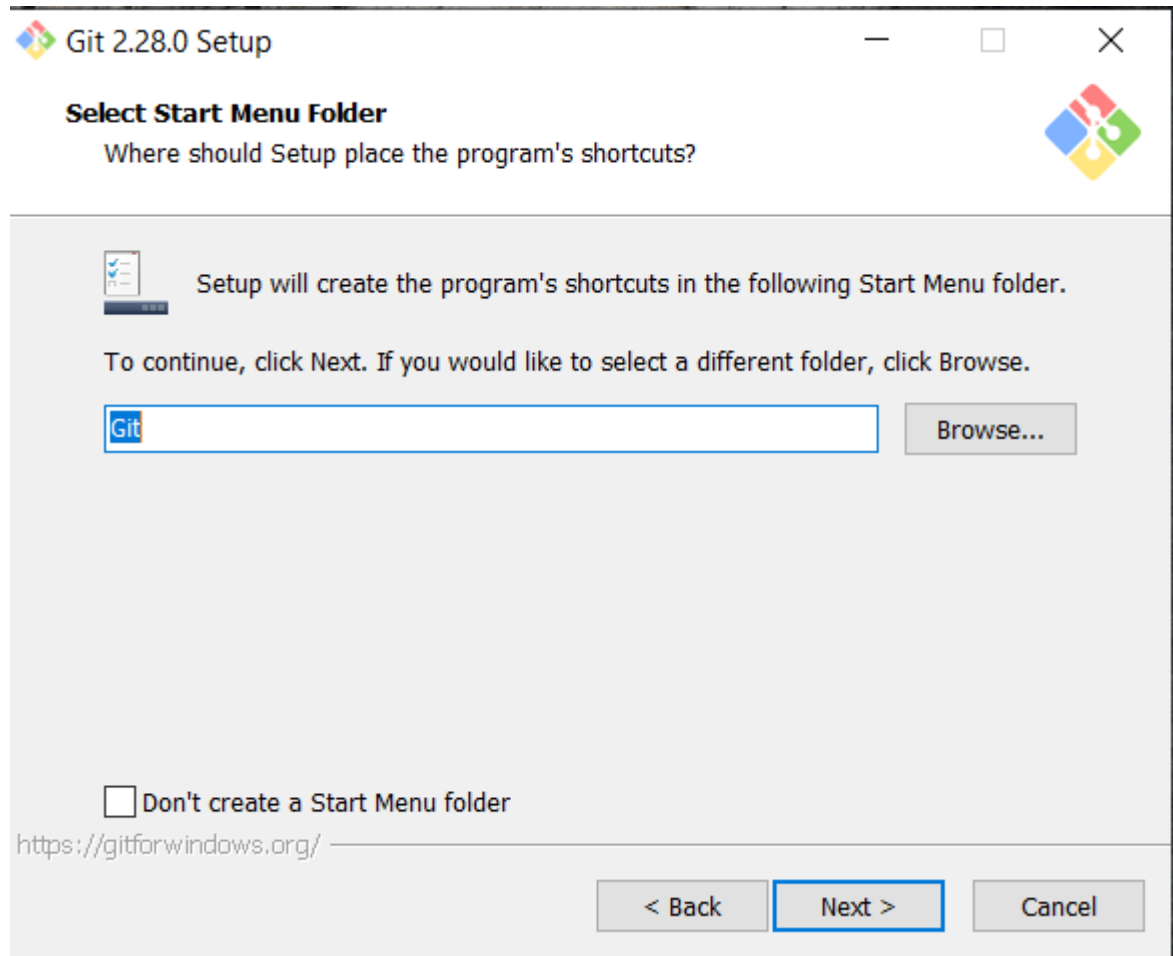 Git 2.28.0 Setup
Select Start Menu Folder
Where should Setup place the program's shortcuts?
Setup will create the program's shortcuts in the following Start Menu folder.
To continue, click Next. If you would like to select a different folder, click Browse.
Git
Browse...
Don't create a Start Menu folder
https://gitforwindows.org/
< Back
Next >
Cancel